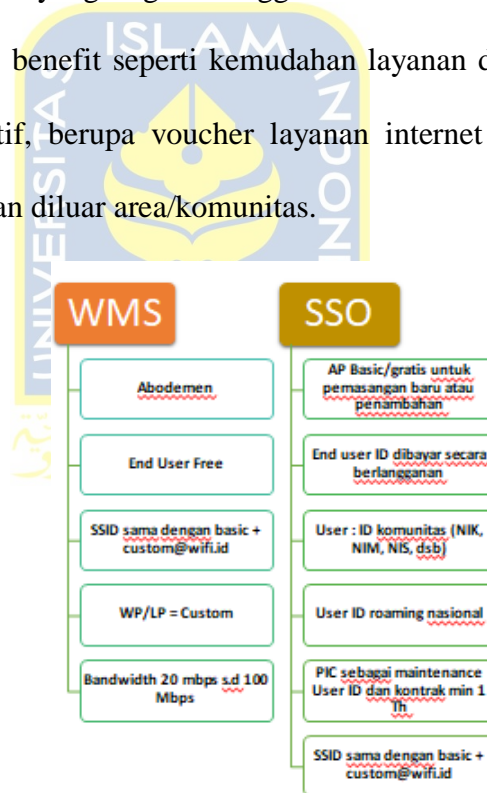 benefit seperti kemudahan layanan
berupa voucher layanan internet
diluar area/komunitas.
ISLAM
WMS
Abodemen
End User Free
SSID sama dengan basic +
custom@wifi.id
WP/LP = Custom
Bandwidth 20 mbps s.d 100
Mbps
SSO
AP Basic/gratis untuk
pemasangan baru atau
penambahan
End user ID dibayar secara
berlangganan
User : ID komunitas (NIK,
NIM, NIS, dsb)
User ID roaming nasional
PIC sebagai maintenance
User ID dan kontrak min 1
Th
SSID sama dengan basic +
custom@wifi.id